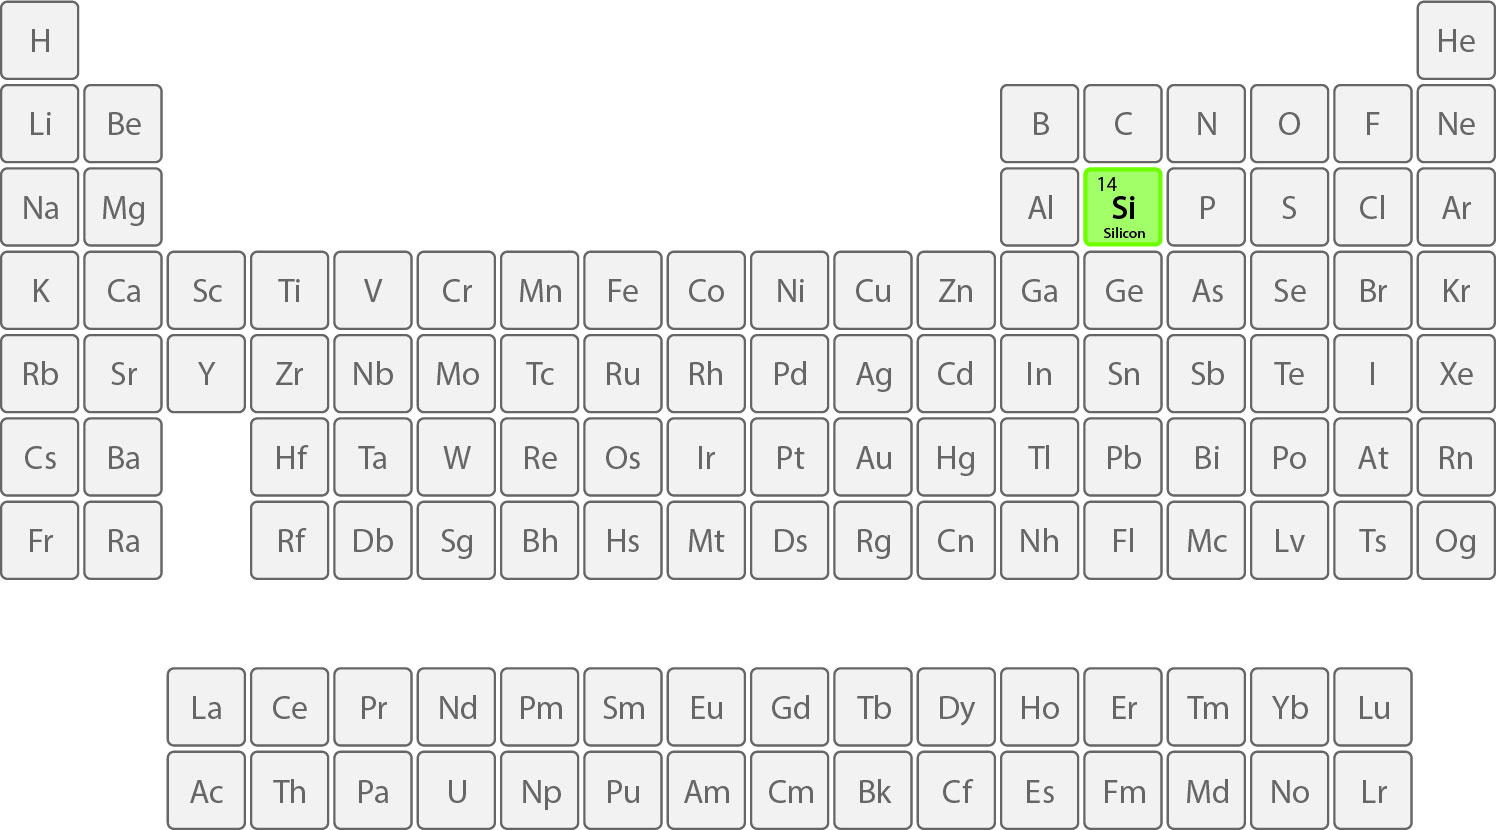 H He
Li Be B C N O F Ne
14
Na Mg Al Si P S Cl Ar
Silicon
K Ca Sc Ti V Cr Mn Fe Co Ni Cu Zn Ga Ge As Se Br Kr
Rb Sr Y Zr Nb Mo Tc Ru Rh Pd Ag Cd In Sn Sb Te I Xe
Cs Ba Hf Ta W Re Os Ir Pt Au Hg Tl Pb Bi Po At Rn
Fr Ra Rf Db Sg Bh Hs Mt Ds Rg Cn Nh Fl Mc Lv Ts Og
La Ce Pr Nd Pm Sm Eu Gd Tb Dy Ho Er Tm Yb Lu
Ac Th Pa U Np Pu Am Cm Bk Cf Es Fm Md No Lr